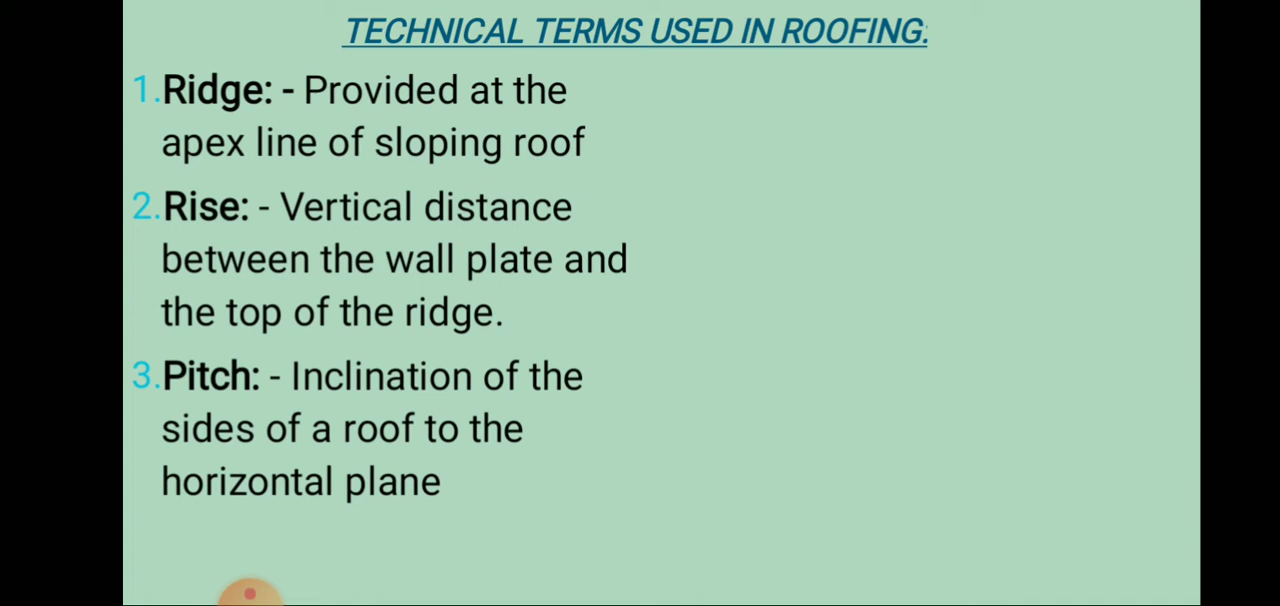 TECHNICAL TERMS USED IN ROOFING:
1.Ridge: - Provided at the
apex line of sloping roof
2.Rise: - Vertical distance
between the wall plate and
the top of the ridge.
3.Pitch: - Inclination of the
sides of a roof to the
horizontal plane